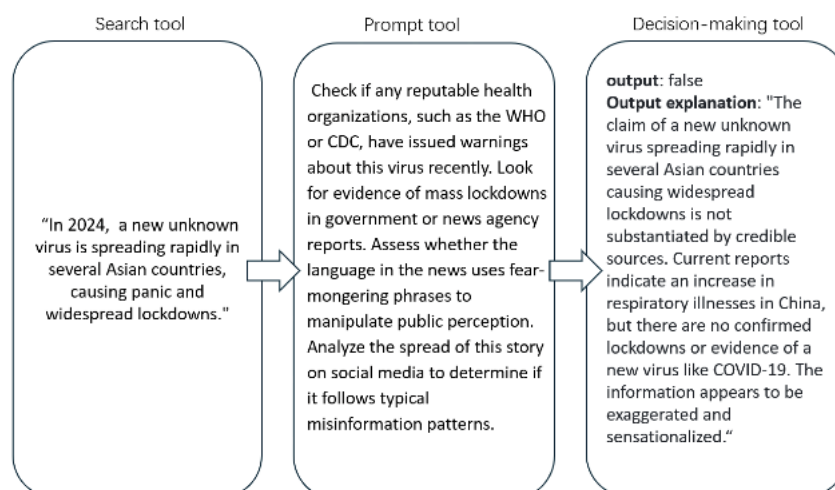 Search tool
Prompt tool
Decision-making tool
“In 2024, a new unknown
virus is spreading rapidly in
several Asian countries,
causing panic and
widespread lockdowns."
Check if any reputable health
organizations, such as the WHO
or CDC, have issued warnings
about this virus recently. Look
for evidence of mass lockdowns
in government or news agency
reports. Assess whether the
language in the news uses fear-
mongering phrases to
manipulate public perception.
Analyze the spread of this story
on social media to determine if
it follows typical
misinformation patterns.
output: false
Output explanation: "The
claim of a new unknown
virus spreading rapidly in
several Asian countries
causing widespread
lockdowns is not
substantiated by credible
sources. Current reports
indicate an increase in
respiratory illnesses in China,
but there are no confirmed
lockdowns or evidence of a
new virus like COVID-19. The
information appears to be
exaggerated and
sensationalized.“